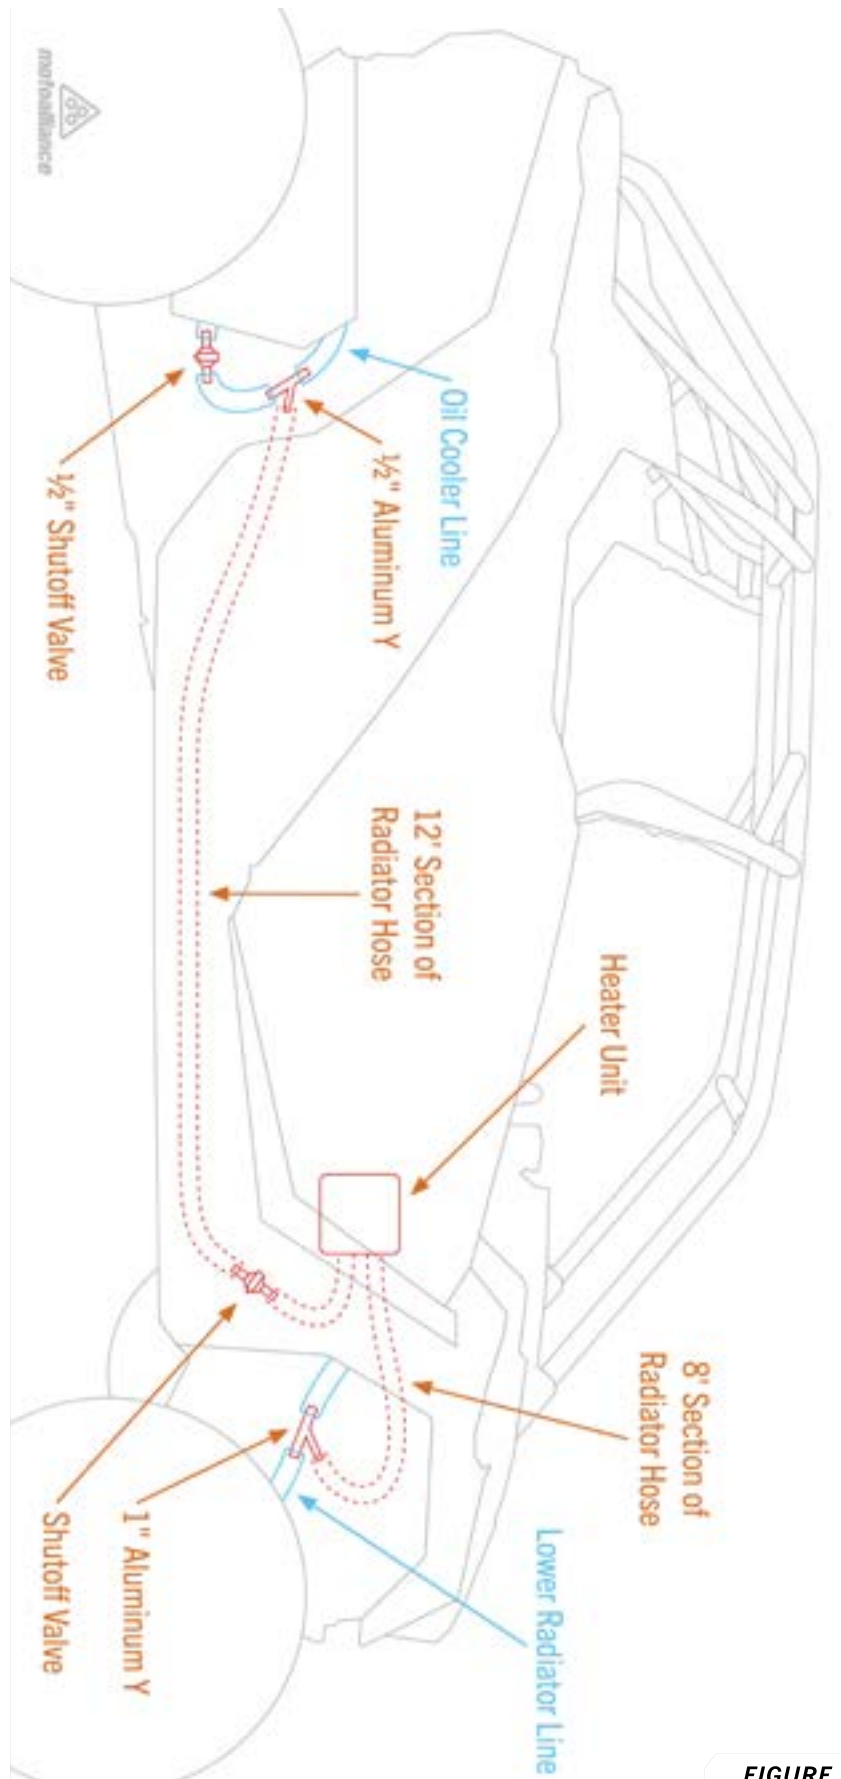 motoalliance
Oil Cooler Line
½" Aluminum Y
½" Shutoff Valve
12' Section of
Radiator Hose
Heater Unit
8' Section of
Radiator Hose
Lower Radiator Line
1" Aluminum Y
Shutoff Valve
FIGURE